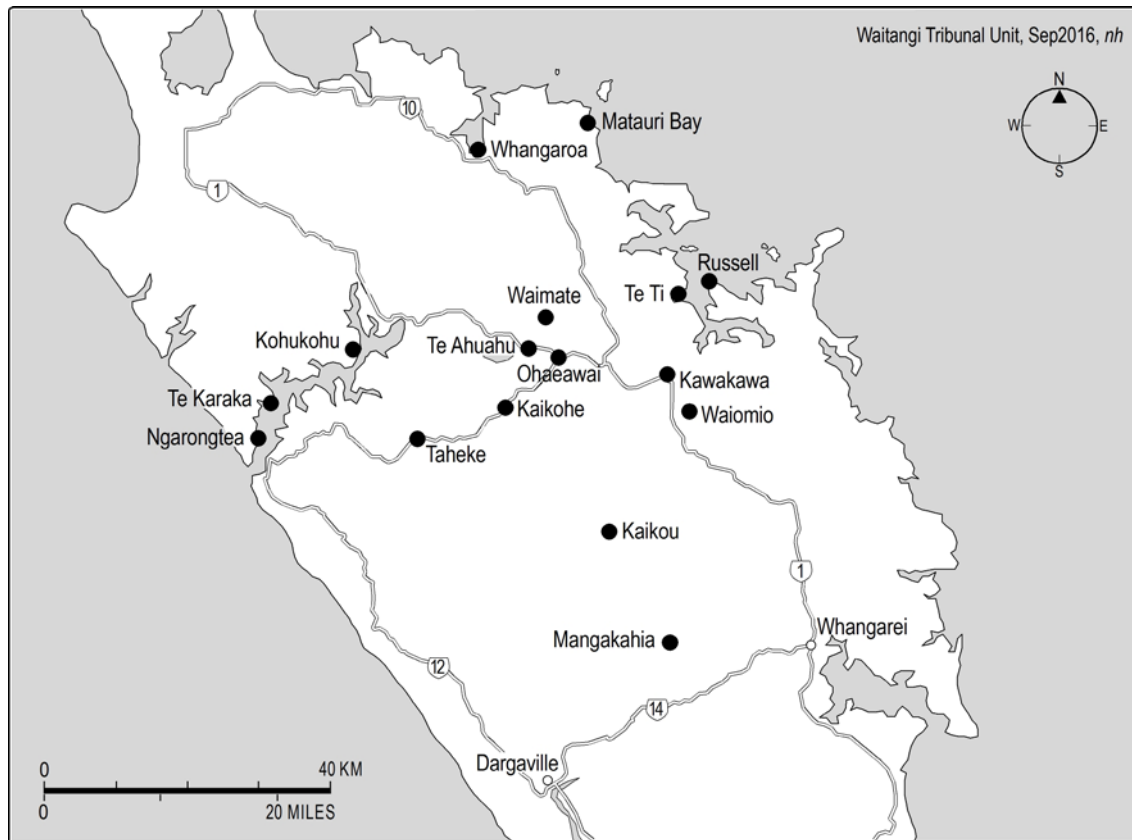 Waitangi Tribunal Unit, Sep2016, nh
N
W
E
S
10
Matauri Bay
Whangaroa
1
Russell
Te Ti
Waimate
Kohukohu
Te Ahuahu
Ohaeawai
Kawakawa
Te Karaka
Kaikohe
Waiomio
Ngarongtea
Taheke
Kaikou
1
Whangarei
Mangakahia
12
14
Dargaville
0
40 KM
0
20 MILES